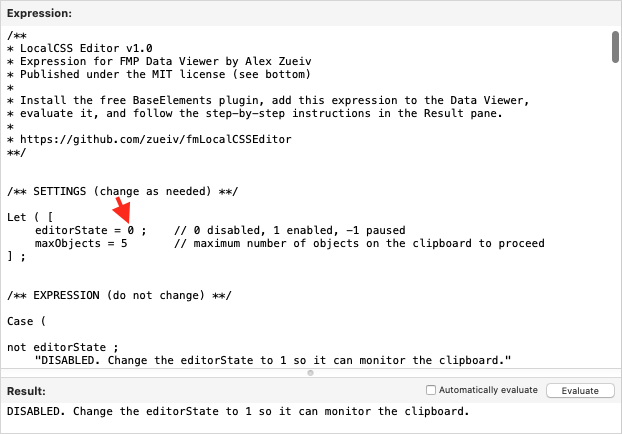 Expression:
/**
* LocalCSS Editor v1.0
* Expression for FMP Data Viewer by Alex Zueiv
* Published under the MIT license (see bottom)
*
* Install the free BaseElements plugin, add this expression to the Data Viewer,
* evaluate it, and follow the step-by-step instructions in the Result pane.
*
* https://github.com/zueiv/fmLocalCSSEditor
**/
/** SETTINGS (change as needed) **/
Let ( [
editorState = 0 ;    // 0 disabled, 1 enabled, -1 paused
maxObjects = 5       // maximum number of objects on the clipboard to proceed
] ;
/** EXPRESSION (do not change) **/
Case (
not editorState ;
"DISABLED. Change the editorState to 1 so it can monitor the clipboard."
Result:
Automatically evaluate
Evaluate
DISABLED. Change the editorState to 1 so it can monitor the clipboard.